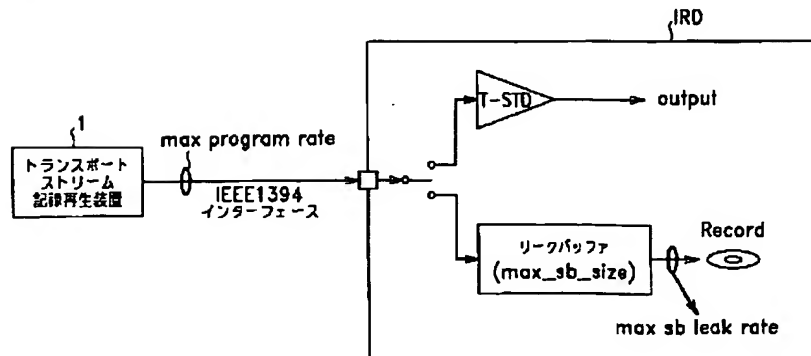 IRD
1
トランスポート
ストリーム
記録再生装置
max program rate
IEEE1394
インターフェース
T-STD
output
リークバッファ
(max_sb_size)
Record
max sb leak rate